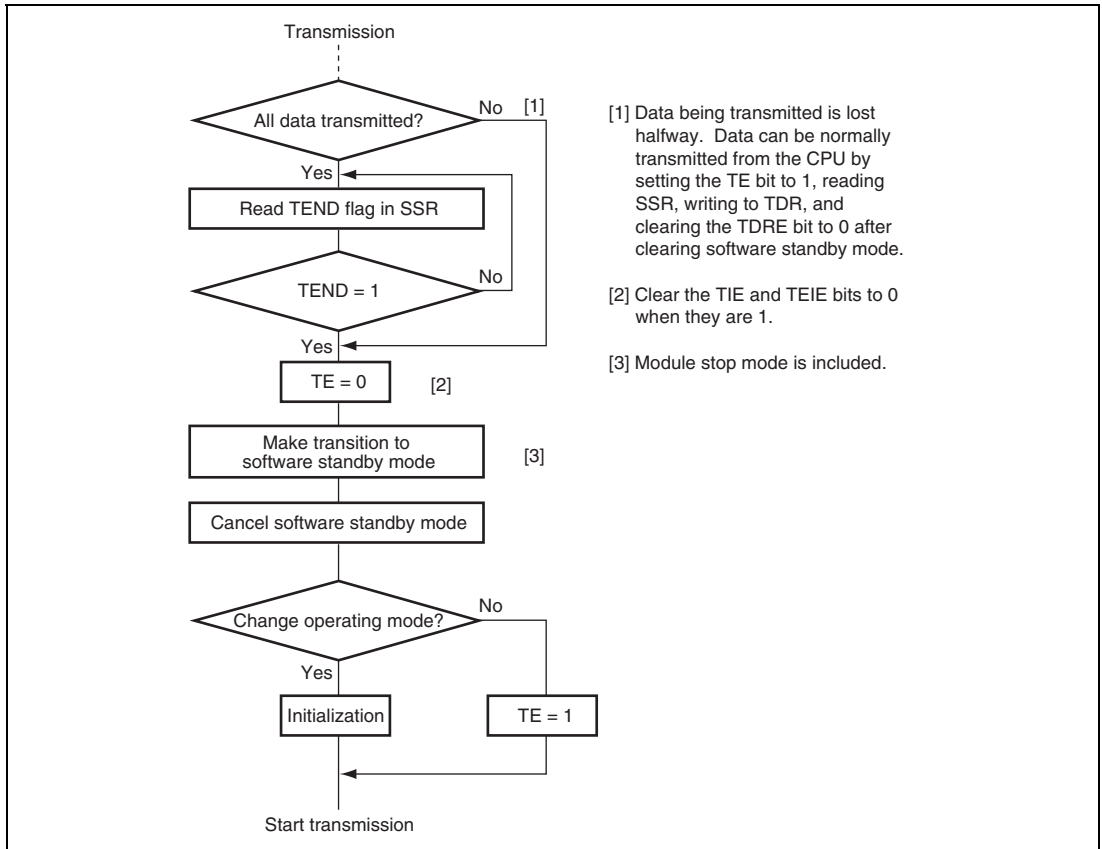 Transmission
All data transmitted?
No [1]
Yes
Read TEND flag in SSR
TEND = 1
No
Yes
TE = 0
[2]
Make transition to
software standby mode
[3]
Cancel software standby mode
Change operating mode?
No
Yes
Initialization
TE = 1
Start transmission
[1] Data being transmitted is lost
halfway. Data can be normally
transmitted from the CPU by
setting the TE bit to 1, reading
SSR, writing to TDR, and
clearing the TDRE bit to 0 after
clearing software standby mode.
[2] Clear the TIE and TEIE bits to 0
when they are 1.
[3] Module stop mode is included.